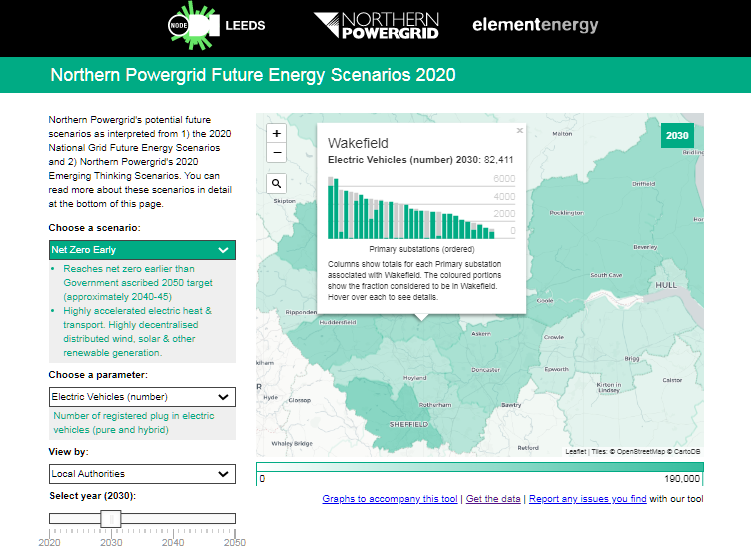 NODE LEEDS
NORTHERN
POWERGRID
elementenergy
Northern Powergrid Future Energy Scenarios 2020
Northern Powergrid's potential future
scenarios as interpreted from 1) the 2020
National Grid Future Energy Scenarios
and 2) Northern Powergrid's 2020
Emerging Thinking Scenarios. You can
read more about these scenarios in detail
at the bottom of this page.
Choose a scenario:
Net Zero Early
• Reaches net zero earlier than
Government ascribed 2050 target
(approximately 2040-45)
• Highly accelerated electric heat &
transport. Highly decentralised
distributed wind, solar & other
renewable generation.
Choose a parameter:
Electric Vehicles (number)
Number of registered plug in electric
vehicles (pure and hybrid)
View by:
Local Authorities
Select year (2030):
2020 2030 2040 2050
+
−
2030
×
Wakefield
Electric Vehicles (number) 2030: 82,411
6000
4000
2000
0
Primary substations (ordered)
Columns show totals for each Primary substation
associated with Wakefield. The coloured portions
show the fraction considered to be in Wakefield.
Hover over each to see details.
Malton
Skipton
Driffield
Pocklington
Beverley
South Cave
HULL
Goole
Ripponden
Huddersfield
Askern
Crowle
Hoyland
Doncaster
Epworth
Brigg
Kirton in
Lindsey
Caistor
Hyde
Glossop
Rotherham
Bawtry
SHEFFIELD
Whaley Bridge
Retford
Leaflet | Tiles: © OpenStreetMap © CartoDB
0 190,000
Graphs to accompany this tool | Get the data | Report any issues you find with our tool